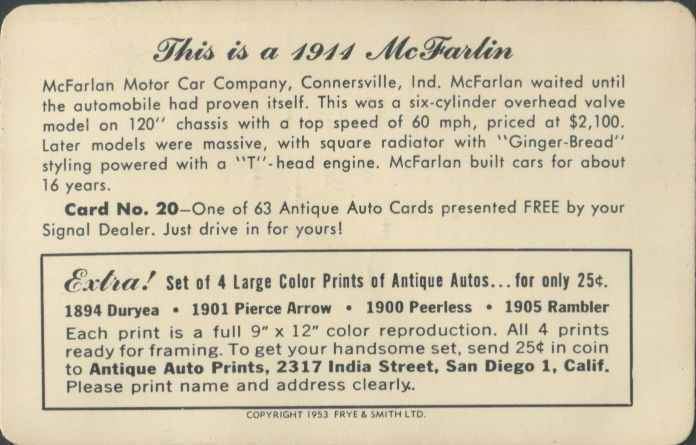 This is a 1911 McFarlin
McFarlan Motor Car Company, Connersville, Ind. McFarlan waited until
the automobile had proven itself. This was a six-cylinder overhead valve
model on 120" chassis with a top speed of 60 mph, priced at $2,100.
Later models were massive, with square radiator with "Ginger-Bread"
styling powered with a "T"-head engine. McFarlan built cars for about
16 years.
Card No. 20—One of 63 Antique Auto Cards presented FREE by your
Signal Dealer. Just drive in for yours!
Extra! Set of 4 Large Color Prints of Antique Autos...for only 25¢.
1894 Duryea • 1901 Pierce Arrow • 1900 Peerless • 1905 Rambler
Each print is a full 9" x 12" color reproduction. All 4 prints
ready for framing. To get your handsome set, send 25¢ in coin
to Antique Auto Prints, 2317 India Street, San Diego 1, Calif.
Please print name and address clearly.
COPYRIGHT 1953 FRYE & SMITH LTD.